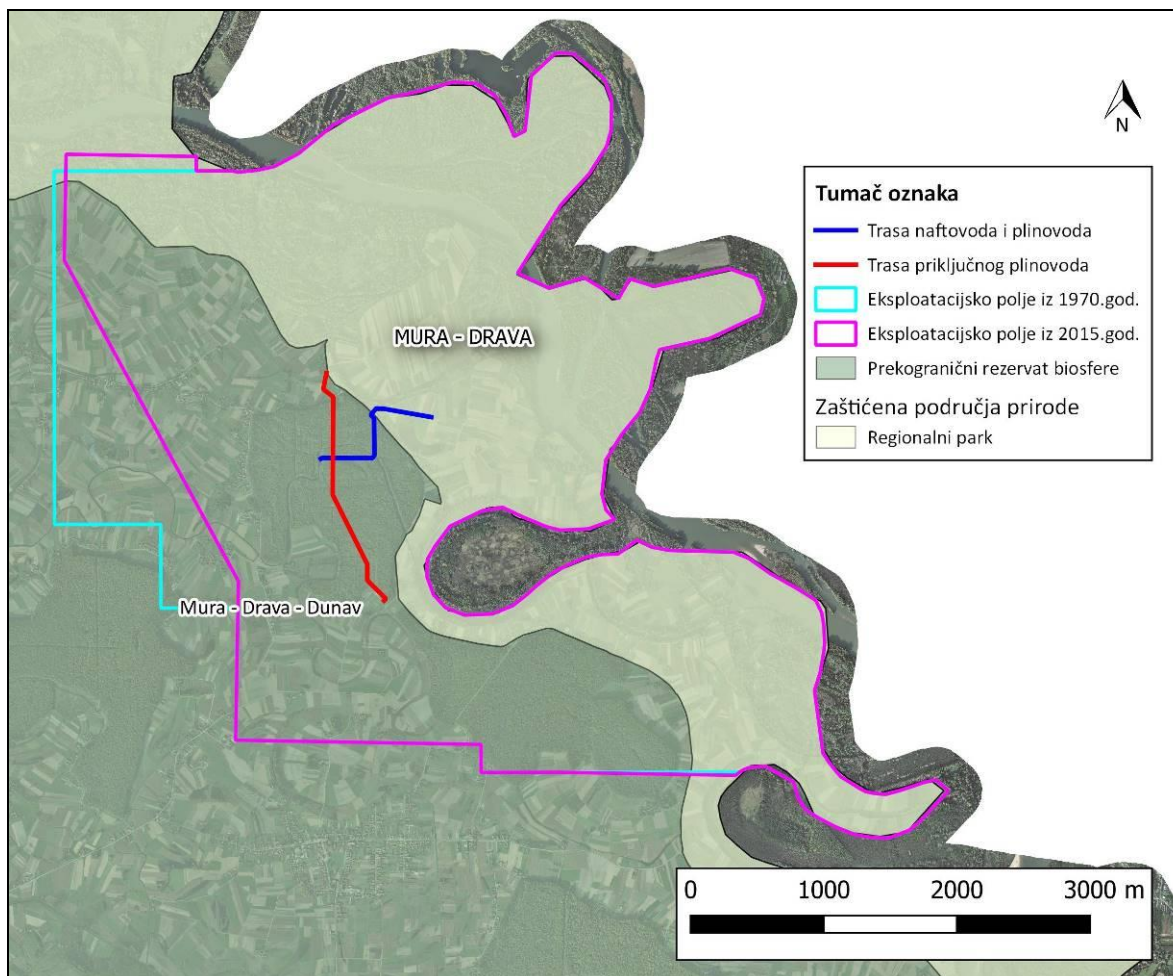 N
Tumač oznaka
Trasa naftovoda i plinovoda
Trasa priključnog plinovoda
Eksploatacijsko polje iz 1970.god.
Eksploatacijsko polje iz 2015.god.
Prekogranični rezervat biosfere
Zaštićena područja prirode
Regionalni park
MURA - DRAVA
Mura - Drava - Dunav
0 1000 2000 3000 m